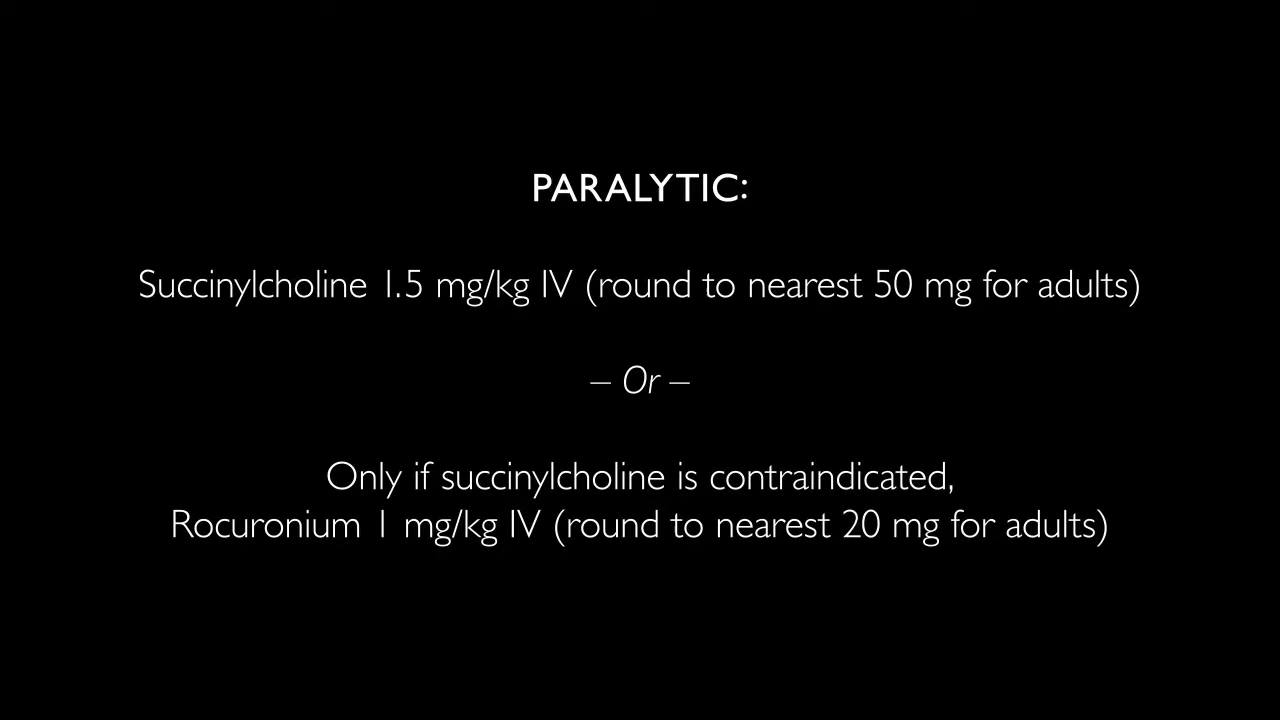 PARALYTIC:
Succinylcholine 1.5 mg/kg IV (round to nearest 50 mg for adults)
– Or –
Only if succinylcholine is contraindicated,
Rocuronium 1 mg/kg IV (round to nearest 20 mg for adults)